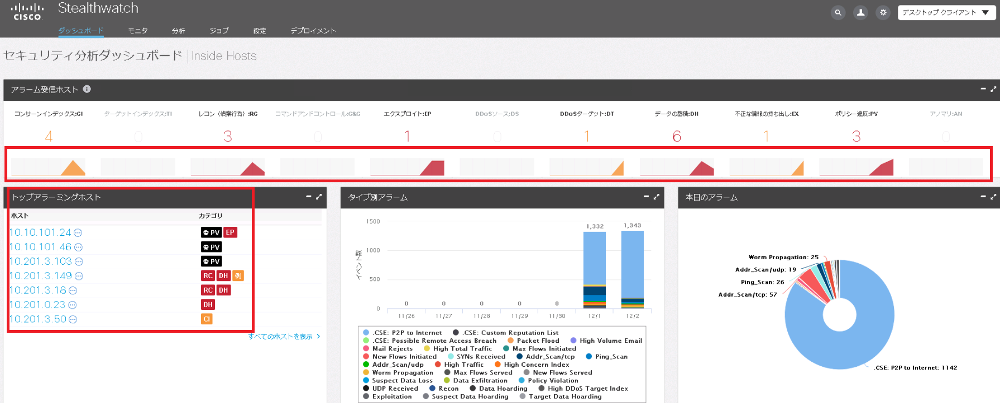 CISCO
Stealthwatch
デスクトップ クライアント
ダッシュボード モニタ 分析 ジョブ 設定 デプロイメント
セキュリティ分析ダッシュボード | Inside Hosts
アラーム受信ホスト
コンサーンインデックス:CI ターゲットインデックス:TI レコン（偵察行為）:RC コマンドアンドコントロール:C&C エクスプロイト:EP DDoSソース:DS DDoSターゲット:DT データの蓄積:DH 不正な情報の持ち出し:EX ポリシー違反:PV アノマリ:AN
4 0 3 0 1 0 1 6 1 3 0
トップアラーミングホスト
ホスト カテゴリ
10.10.101.24 PV EP
10.10.101.46 PV
10.201.3.103 PV
10.201.3.149 RC DH 例
10.201.3.18 RC DH
10.201.0.23 DH
10.201.3.50 CI
すべてのホストを表示 >
タイプ別アラーム
イベント数
1500
1000
500
0
0 0 0 0 0 1,332 1,343
11/26 11/27 11/28 11/29 11/30 12/1 12/2
.CSE: P2P to Internet .CSE: Custom Reputation List
.CSE: Possible Remote Access Breach Packet Flood High Volume Email
Mail Rejects High Total Traffic Max Flows Initiated
New Flows Initiated SYNs Received Addr_Scan/tcp Ping_Scan
Addr_Scan/udp High Traffic High Concern Index
Worm Propagation Max Flows Served New Flows Served
Suspect Data Loss Data Exfiltration Policy Violation
UDP Received Recon Data Hoarding High DDoS Target Index
Exploitation Suspect Data Hoarding Target Data Hoarding
本日のアラーム
Worm Propagation: 25
Addr_Scan/udp: 19
Ping_Scan: 26
Addr_Scan/tcp: 57
.CSE: P2P to Internet: 1142